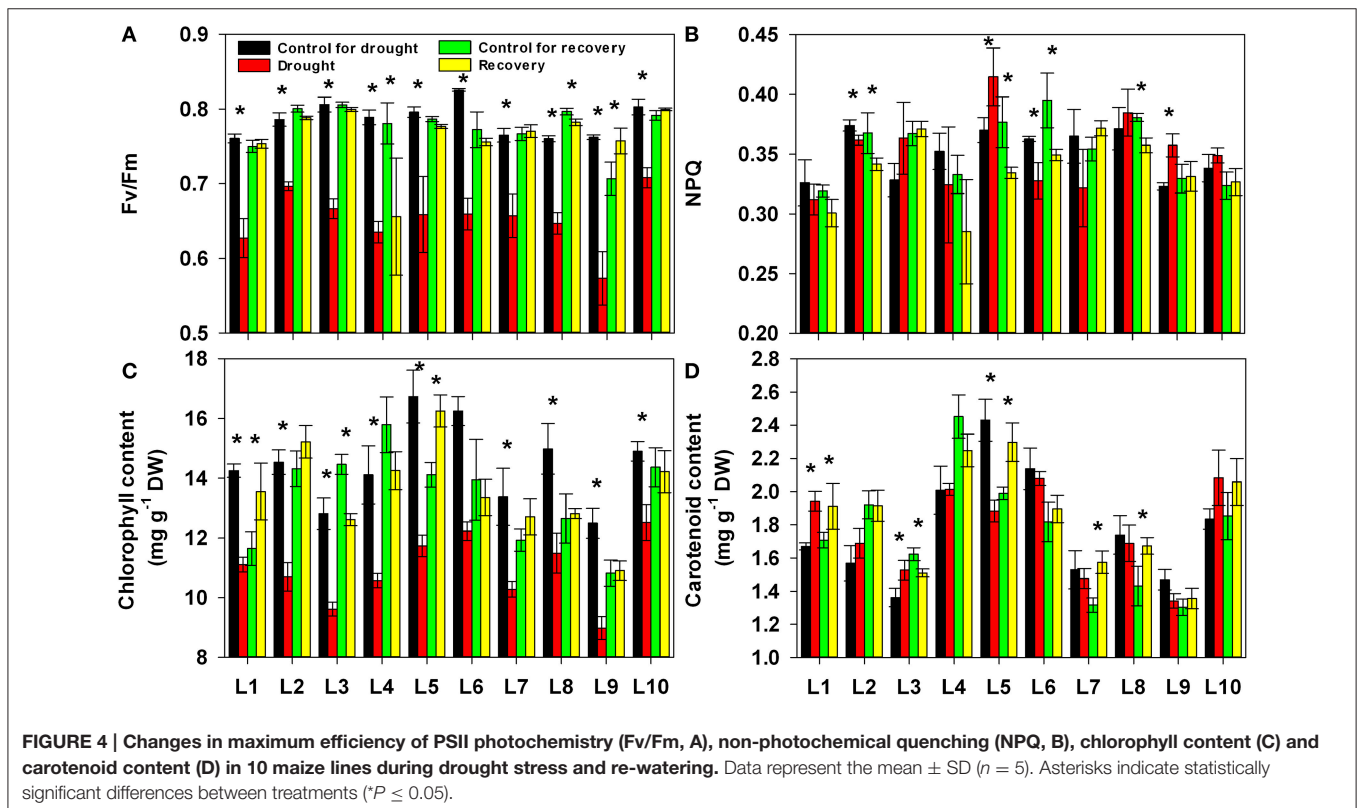 A
0.9
0.8
0.7
0.6
0.5
Fv/Fm
Control for drought
Drought
Control for recovery
Recovery
* * * * * * * * * * * * *
B
0.45
0.40
0.35
0.30
0.25
0.20
NPQ
* * * * * * * *
C
18
16
14
12
10
8
Chlorophyll content
(mg g-1 DW)
* * * * * * * * * * * *
L1 L2 L3 L4 L5 L6 L7 L8 L9 L10
D
2.8
2.6
2.4
2.2
2.0
1.8
1.6
1.4
1.2
1.0
Carotenoid content
(mg g-1 DW)
* * * * * * * *
L1 L2 L3 L4 L5 L6 L7 L8 L9 L10
FIGURE 4 | Changes in maximum efficiency of PSII photochemistry (Fv/Fm, A), non-photochemical quenching (NPQ, B), chlorophyll content (C) and
carotenoid content (D) in 10 maize lines during drought stress and re-watering. Data represent the mean ± SD (n = 5). Asterisks indicate statistically
significant differences between treatments (*P ≤ 0.05).